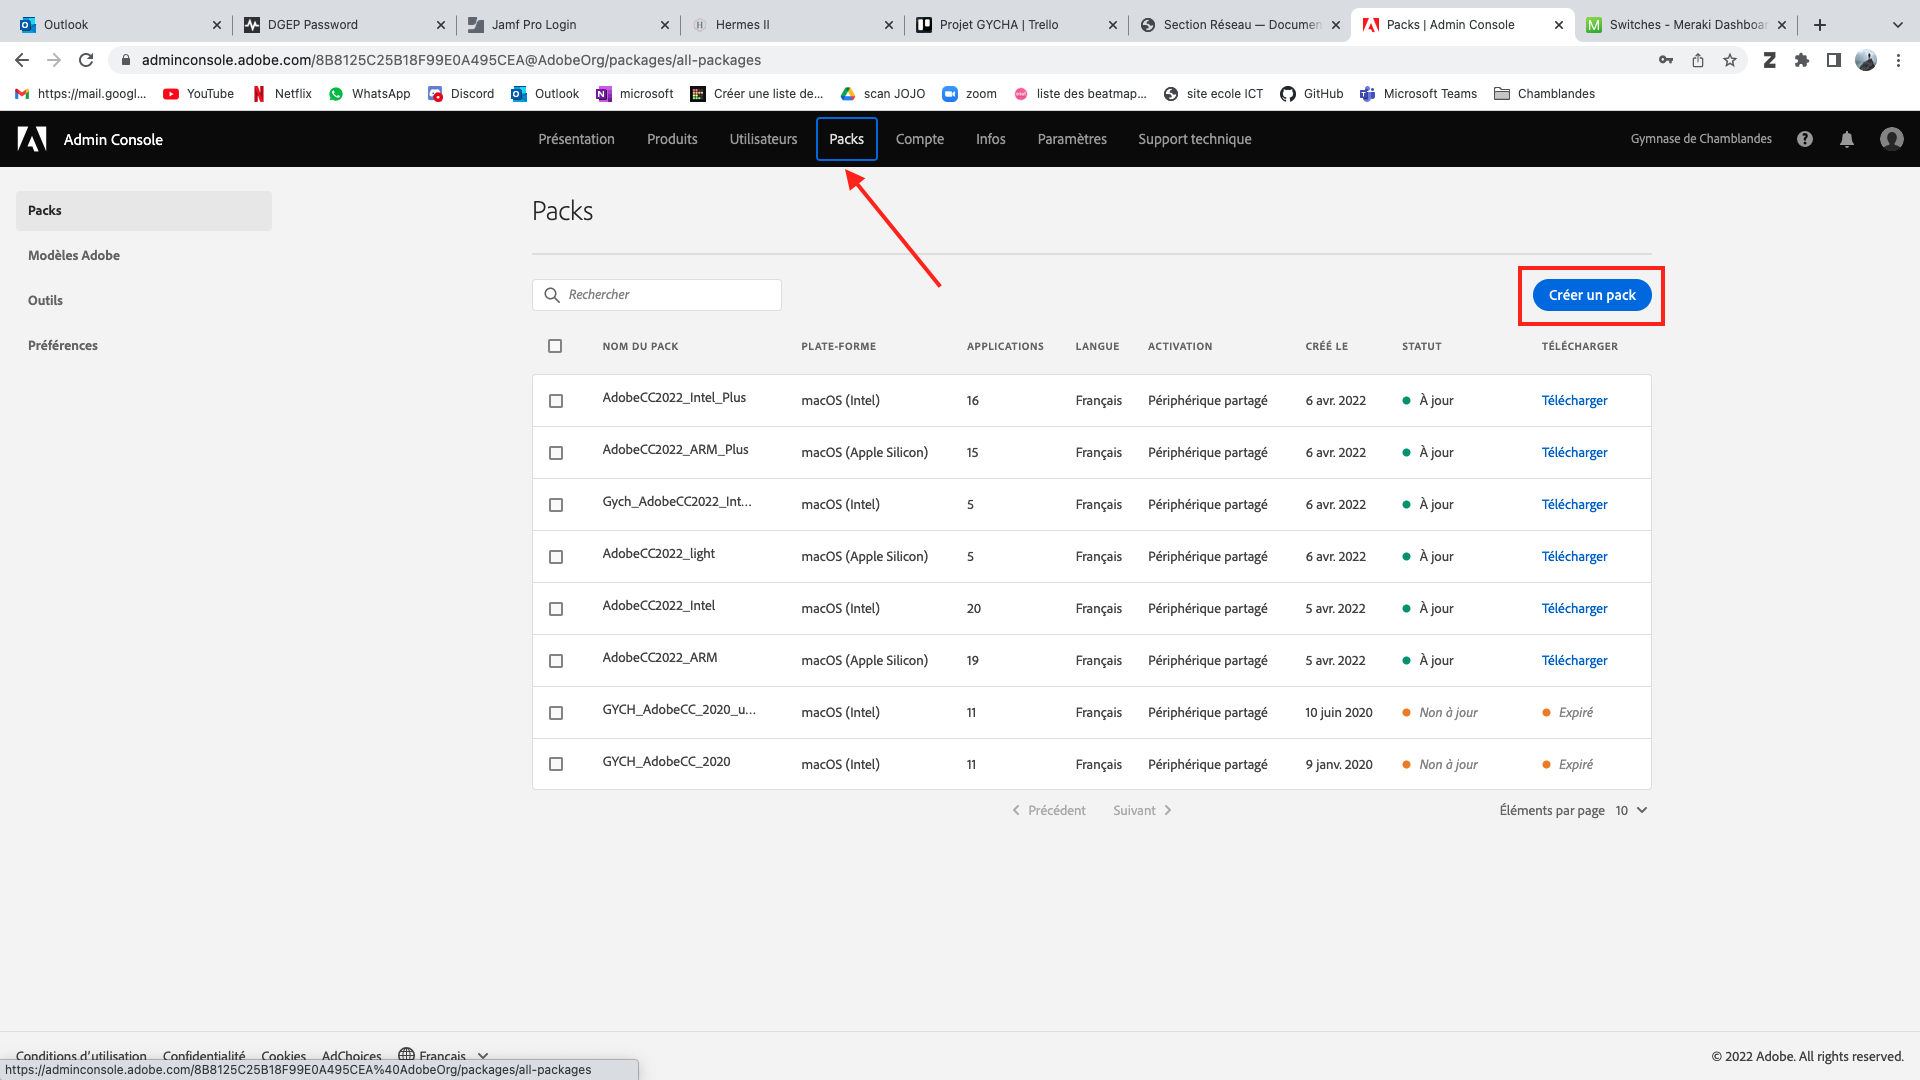 Outlook DGEP Password Jamf Pro Login Hermes II Projet GYCHA | Trello Section Réseau — Documen Packs | Admin Console Switches - Meraki Dashboar
adminconsole.adobe.com/8B8125C25B18F99E0A495CEA@AdobeOrg/packages/all-packages
https://mail.googl... YouTube Netflix WhatsApp Discord Outlook microsoft Créer une liste de... scan JOJO zoom liste des beatmap... site ecole ICT GitHub Microsoft Teams Chamblandes
Admin Console Présentation Produits Utilisateurs Packs Compte Infos Paramètres Support technique Gymnase de Chamblandes
Packs
Modèles Adobe
Outils
Préférences
Packs
Rechercher
Créer un pack
NOM DU PACK PLATE-FORME APPLICATIONS LANGUE ACTIVATION CRÉÉ LE STATUT TÉLÉCHARGER
AdobeCC2022_Intel_Plus macOS (Intel) 16 Français Périphérique partagé 6 avr. 2022 À jour Télécharger
AdobeCC2022_ARM_Plus macOS (Apple Silicon) 15 Français Périphérique partagé 6 avr. 2022 À jour Télécharger
Gych_AdobeCC2022_Int... macOS (Intel) 5 Français Périphérique partagé 6 avr. 2022 À jour Télécharger
AdobeCC2022_light macOS (Apple Silicon) 5 Français Périphérique partagé 6 avr. 2022 À jour Télécharger
AdobeCC2022_Intel macOS (Intel) 20 Français Périphérique partagé 5 avr. 2022 À jour Télécharger
AdobeCC2022_ARM macOS (Apple Silicon) 19 Français Périphérique partagé 5 avr. 2022 À jour Télécharger
GYCH_AdobeCC_2020_u... macOS (Intel) 11 Français Périphérique partagé 10 juin 2020 Non à jour Expiré
GYCH_AdobeCC_2020 macOS (Intel) 11 Français Périphérique partagé 9 janv. 2020 Non à jour Expiré
Précédent Suivant Éléments par page 10
Conditions d'utilisation Confidentialité Cookies AdChoices Français © 2022 Adobe. All rights reserved.
https://adminconsole.adobe.com/8B8125C25B18F99E0A495CEA%40AdobeOrg/packages/all-packages